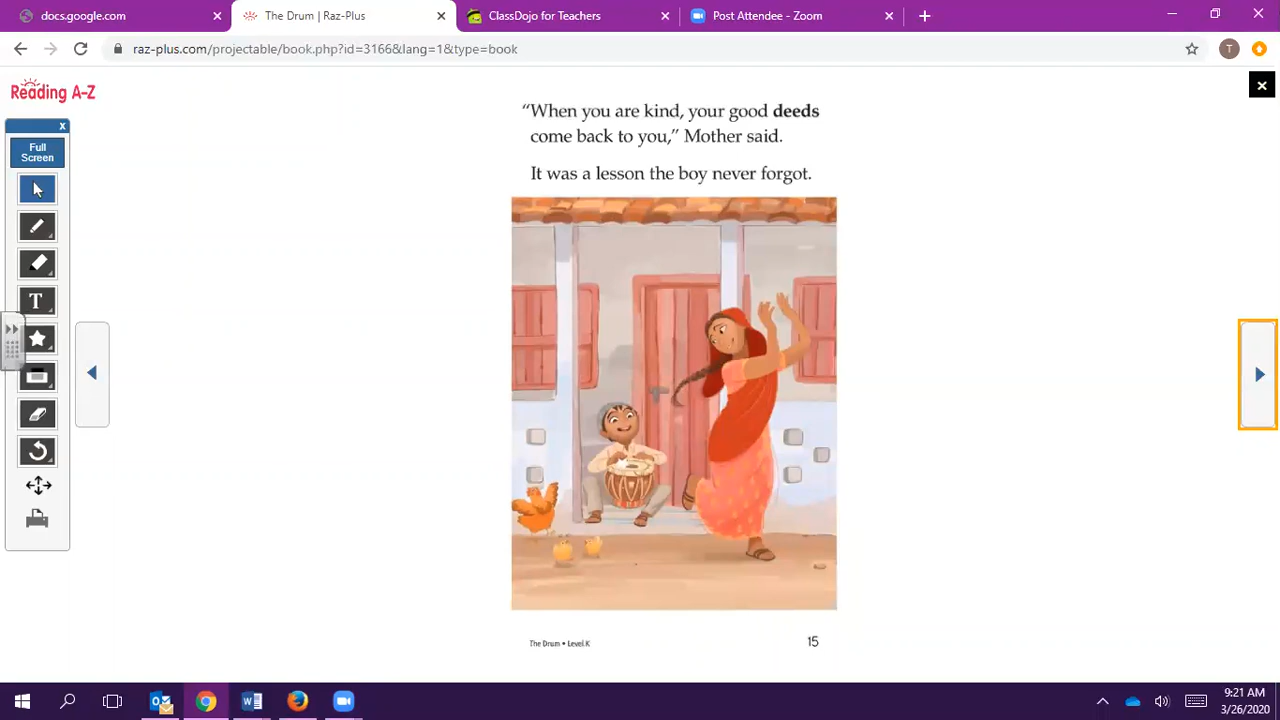 docs.google.com
The Drum | Raz-Plus
ClassDojo for Teachers
Post Attendee - Zoom
raz-plus.com/projectable/book.php?id=3166&lang=1&type=book
T
Reading A-Z
x
Full
Screen
T
“When you are kind, your good deeds
come back to you,” Mother said.
It was a lesson the boy never forgot.
The Drum • Level K
15
9:21 AM
3/26/2020